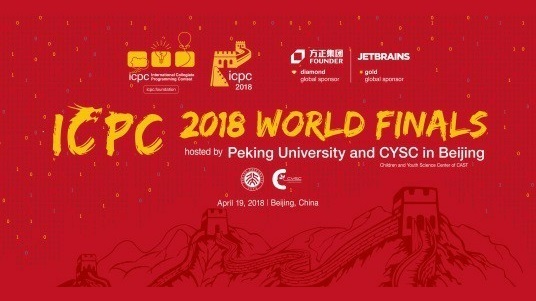 icpc International Collegiate
Programming Contest
icpc.foundation
icpc
2018
方正集团
FOUNDER
diamond
global sponsor
JETBRAINS
gold
global sponsor
ICPC 2018 WORLD FINALS
hosted by Peking University and CYSC in Beijing
Children and Youth Science Center of CAST
April 19, 2018 | Beijing, China